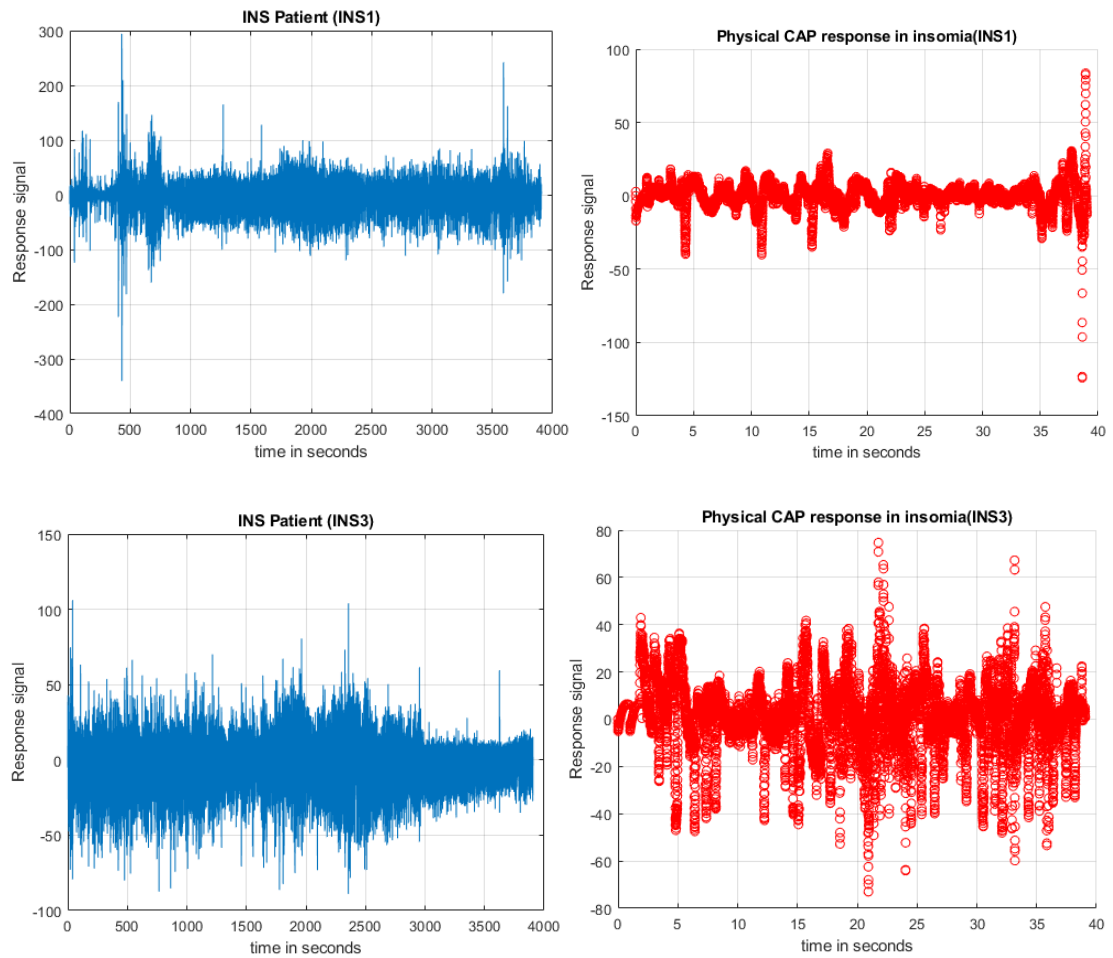 INS Patient (INS1)
300
200
100
0
-100
-200
-300
-400
Response signal
0 500 1000 1500 2000 2500 3000 3500 4000
time in seconds
Physical CAP response in insomia(INS1)
100
50
0
-50
-100
-150
Response signal
0 5 10 15 20 25 30 35 40
time in seconds
INS Patient (INS3)
150
100
50
0
-50
-100
Response signal
0 500 1000 1500 2000 2500 3000 3500 4000
time in seconds
Physical CAP response in insomia(INS3)
80
60
40
20
0
-20
-40
-60
-80
Response signal
0 5 10 15 20 25 30 35 40
time in seconds